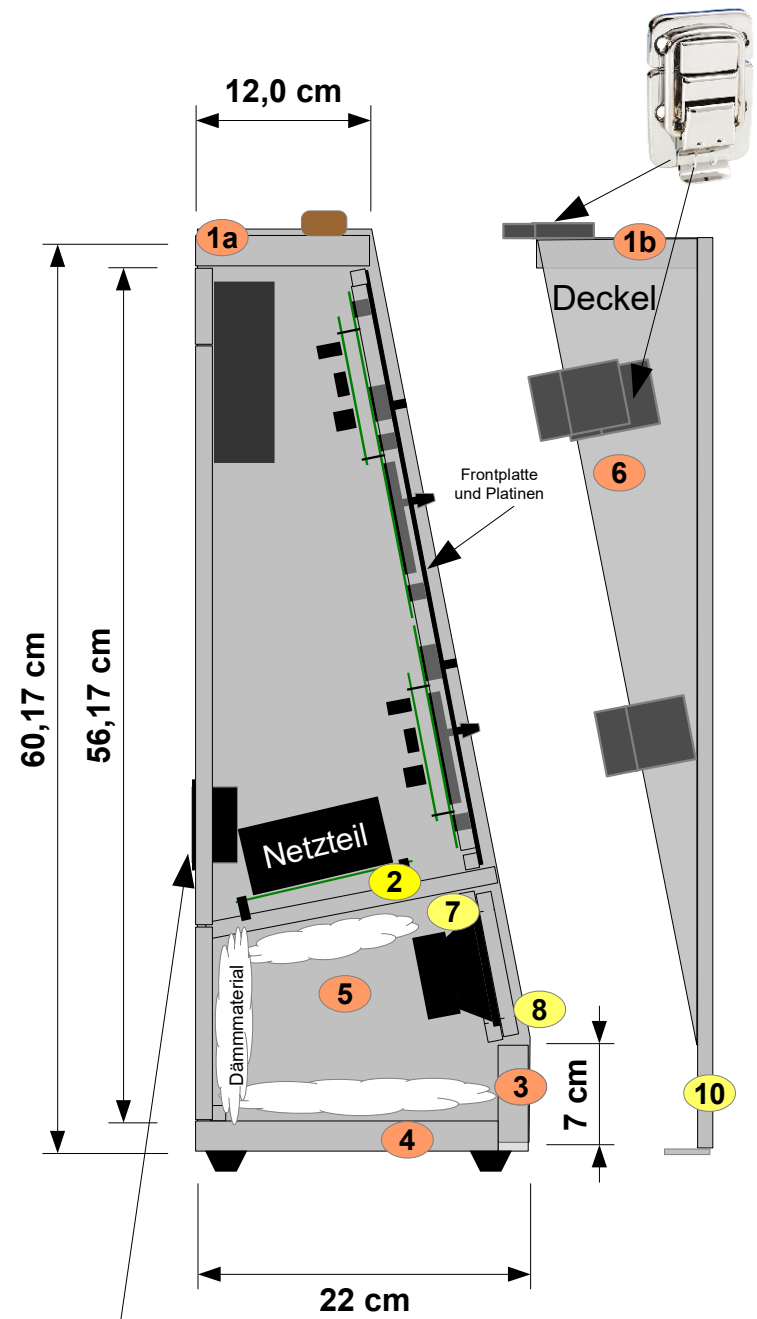 12,0 cm
1a
1b
Deckel
6
Frontplatte
und Platinen
60,17 cm
56,17 cm
Netzteil
2
7
5
8
Dämmmaterial
3
7 cm
10
4
22 cm